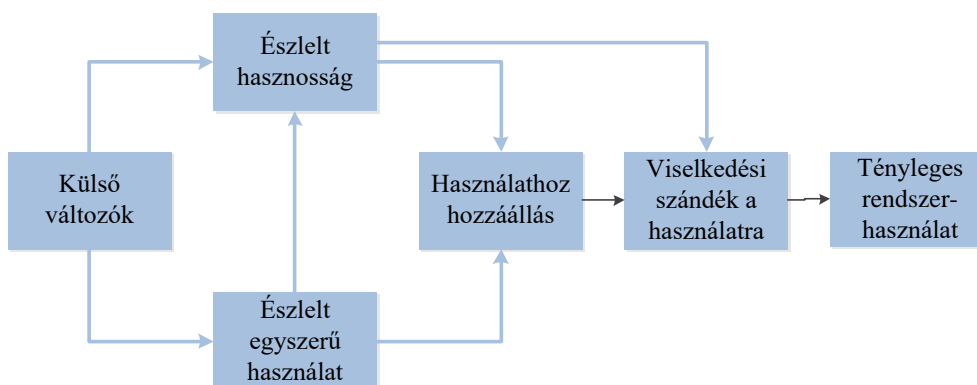 Észlelt
hasznosság
Külső
változók
Használathoz
hozzáállás
Viselkedési
szándék a
használatra
Tényleges
rendszer-
használat
Észlelt
egyszerű
használat